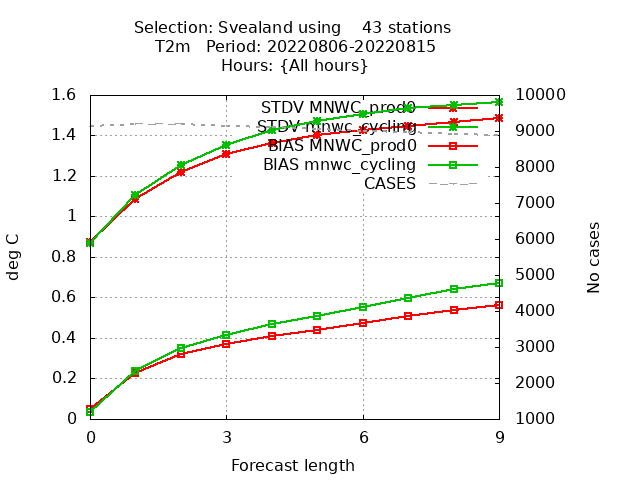 Selection: Svealand using    43 stations
T2m   Period: 20220806-20220815
Hours: {All hours}
1.6
1.4
1.2
1
0.8
0.6
0.4
0.2
0
deg C
STDV MNWC_prod0
STDV mnwc_cycling
BIAS MNWC_prod0
BIAS mnwc_cycling
CASES
10000
9000
8000
7000
6000
5000
4000
3000
2000
1000
No cases
0 3 6 9
Forecast length